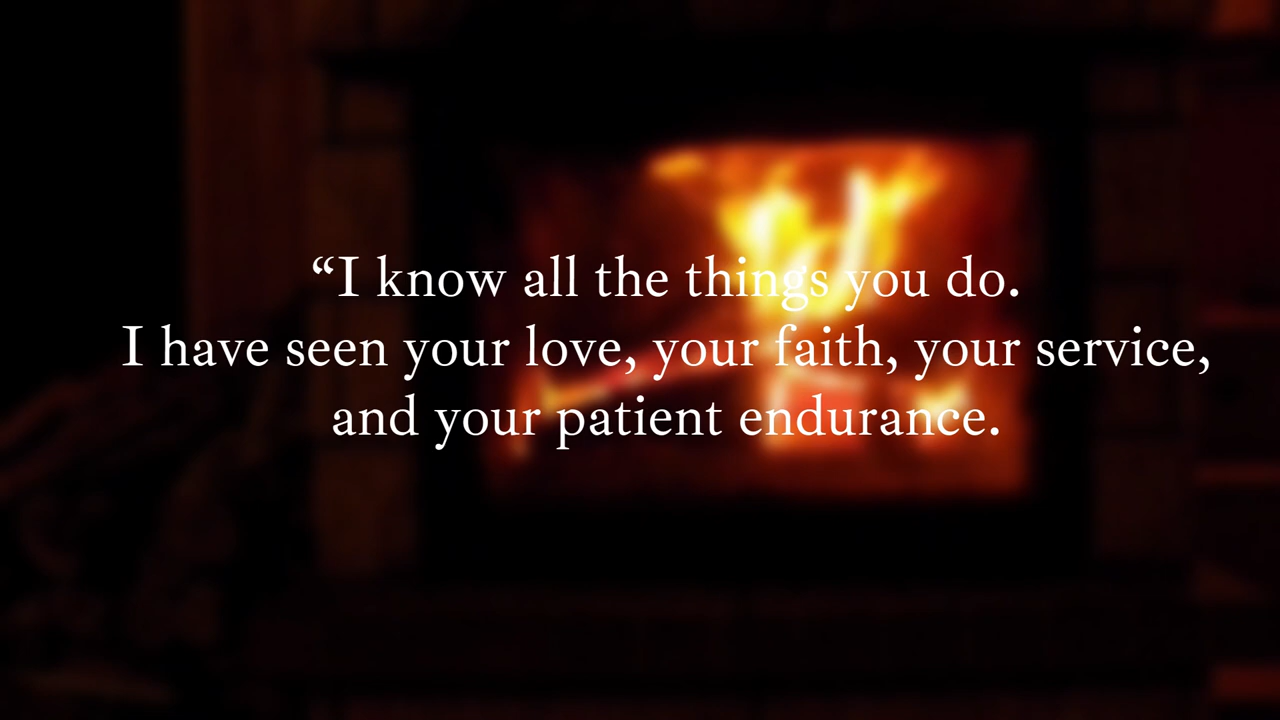 “I know all the things you do.
I have seen your love, your faith, your service,
and your patient endurance.